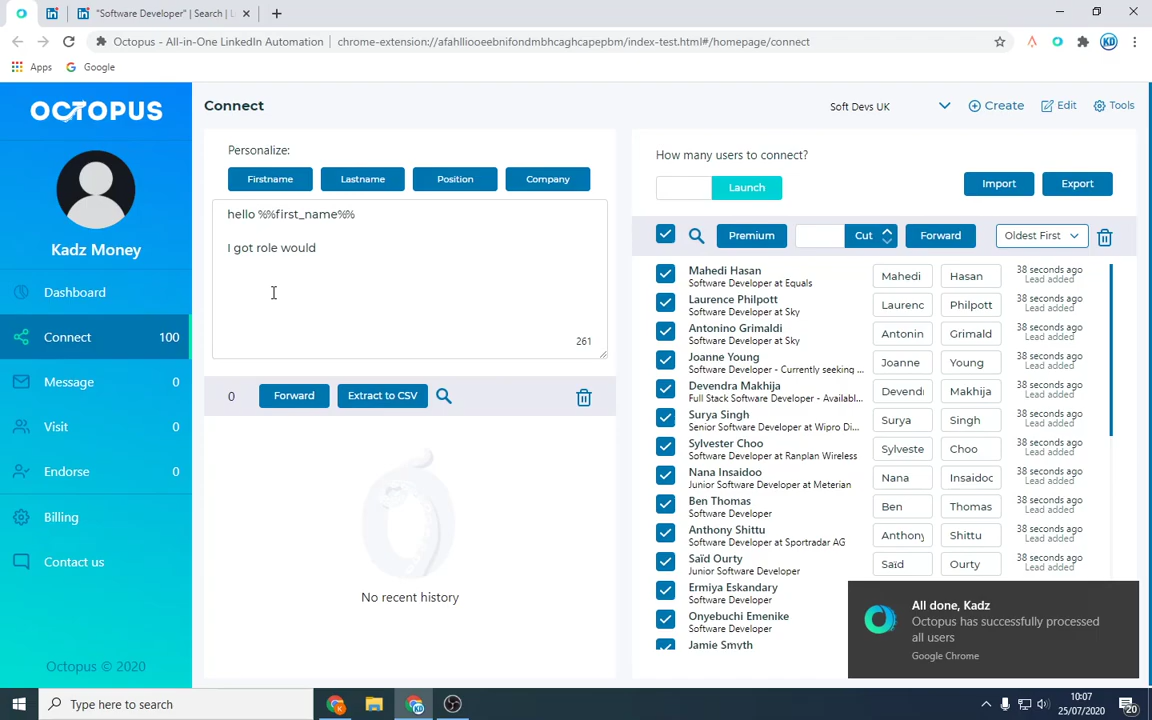 "Software Developer" | Search | L
Octopus - All-in-One LinkedIn Automation
chrome-extension://afahlliooeebnifondmbhcaghcapepbm/index-test.html#/homepage/connect
KD
Apps
Google
OCTOPUS
Kadz Money
Dashboard
Connect 100
Message 0
Visit 0
Endorse 0
Billing
Contact us
Octopus © 2020
Connect
Soft Devs UK
Create
Edit
Tools
Personalize:
Firstname
Lastname
Position
Company
hello %%first_name%%
I got role would
261
0
Forward
Extract to CSV
No recent history
How many users to connect?
Launch
Import
Export
Premium
Cut
Forward
Oldest First
Mahedi Hasan
Software Developer at Equals
Mahedi
Hasan
38 seconds ago
Lead added
Laurence Philpott
Software Developer at Sky
Laurenc
Philpott
38 seconds ago
Lead added
Antonino Grimaldi
Software Developer at Sky
Antonin
Grimald
38 seconds ago
Lead added
Joanne Young
Software Developer - Currently seeking ...
Joanne
Young
38 seconds ago
Lead added
Devendra Makhija
Full Stack Software Developer - Availabl...
Devend
Makhija
38 seconds ago
Lead added
Surya Singh
Senior Software Developer at Wipro Di...
Surya
Singh
38 seconds ago
Lead added
Sylvester Choo
Software Developer at Ranplan Wireless
Sylveste
Choo
38 seconds ago
Lead added
Nana Insaidoo
Junior Software Developer at Meterian
Nana
Insaidoc
38 seconds ago
Lead added
Ben Thomas
Software Developer
Ben
Thomas
38 seconds ago
Lead added
Anthony Shittu
Software Developer at Sportradar AG
Anthony
Shittu
38 seconds ago
Lead added
Saïd Ourty
Junior Software Developer
Saïd
Ourty
38 seconds ago
Lead added
Ermiya Eskandary
Software Developer
Onyebuchi Emenike
Software Developer
Jamie Smyth
All done, Kadz
Octopus has successfully processed
all users
Google Chrome
Type here to search
10:07
25/07/2020
20